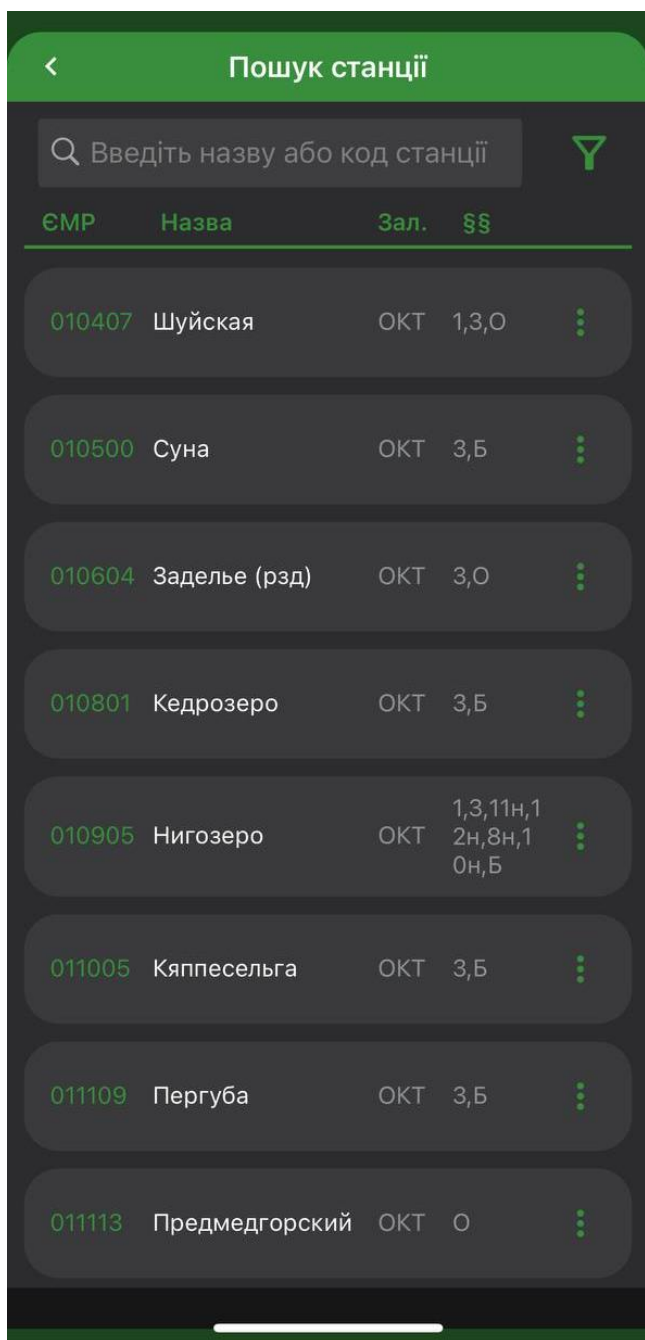 Пошук станції
Введіть назву або код станції
ЄМР Назва Зал. §§
010407 Шуйская ОКТ 1,3,О
010500 Суна ОКТ 3,Б
010604 Заделье (рзд) ОКТ 3,О
010801 Кедрозеро ОКТ 3,Б
1,3,11н,1
010905 Нигозеро ОКТ 2н,8н,1
0н,Б
011005 Кяппесельга ОКТ 3,Б
011109 Пергуба ОКТ 3,Б
011113 Предмедгорский ОКТ О